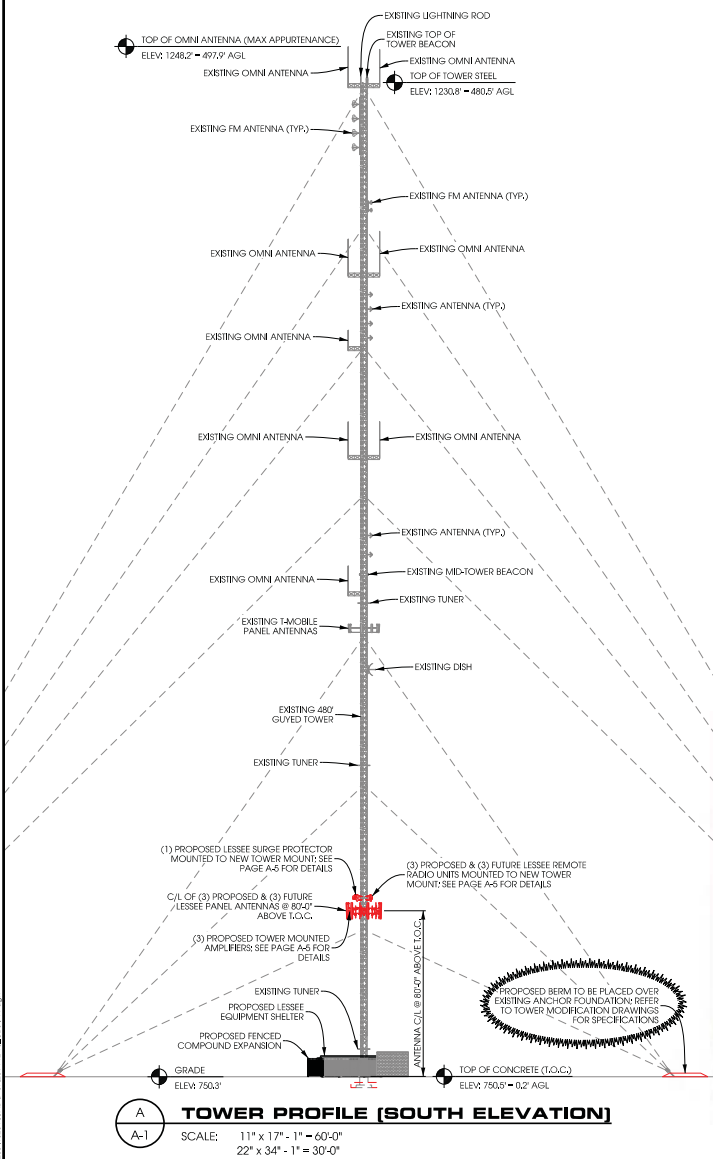 EXISTING LIGHTNING ROD
TOP OF OMNI ANTENNA (MAX APPURTENANCE)
ELEV: 1248.2' = 497.9' AGL
EXISTING TOP OF
TOWER BEACON
EXISTING OMNI ANTENNA
EXISTING OMNI ANTENNA
TOP OF TOWER STEEL
ELEV: 1230.8' = 480.5' AGL
EXISTING FM ANTENNA (TYP.)
EXISTING FM ANTENNA (TYP.)
EXISTING OMNI ANTENNA
EXISTING OMNI ANTENNA
EXISTING ANTENNA (TYP.)
EXISTING OMNI ANTENNA
EXISTING OMNI ANTENNA
EXISTING OMNI ANTENNA
EXISTING ANTENNA (TYP.)
EXISTING MID-TOWER BEACON
EXISTING OMNI ANTENNA
EXISTING TUNER
EXISTING T-MOBILE
PANEL ANTENNAS
EXISTING DISH
EXISTING 480'
GUYED TOWER
EXISTING TUNER
(1) PROPOSED LESSEE SURGE PROTECTOR
MOUNTED TO NEW TOWER MOUNT; SEE
PAGE A-5 FOR DETAILS
(3) PROPOSED & (3) FUTURE LESSEE REMOTE
RADIO UNITS MOUNTED TO NEW TOWER
MOUNT; SEE PAGE A-5 FOR DETAILS
C/L OF (3) PROPOSED & (3) FUTURE
LESSEE PANEL ANTENNAS @ 80'-0"
ABOVE T.O.C.
(3) PROPOSED TOWER MOUNTED
AMPLIFIERS; SEE PAGE A-5 FOR
DETAILS
ANTENNA C/L @ 80'-0" ABOVE T.O.C.
EXISTING TUNER
PROPOSED LESSEE
EQUIPMENT SHELTER
PROPOSED FENCED
COMPOUND EXPANSION
PROPOSED BERM TO BE PLACED OVER
EXISTING ANCHOR FOUNDATION; REFER
TO TOWER MODIFICATION DRAWINGS
FOR SPECIFICATIONS
GRADE
ELEV: 750.3'
TOP OF CONCRETE (T.O.C.)
ELEV: 750.5' = 0.2' AGL
A
A-1
TOWER PROFILE (SOUTH ELEVATION)
SCALE: 11" x 17" - 1" = 60'-0"
22" x 34" - 1" = 30'-0"